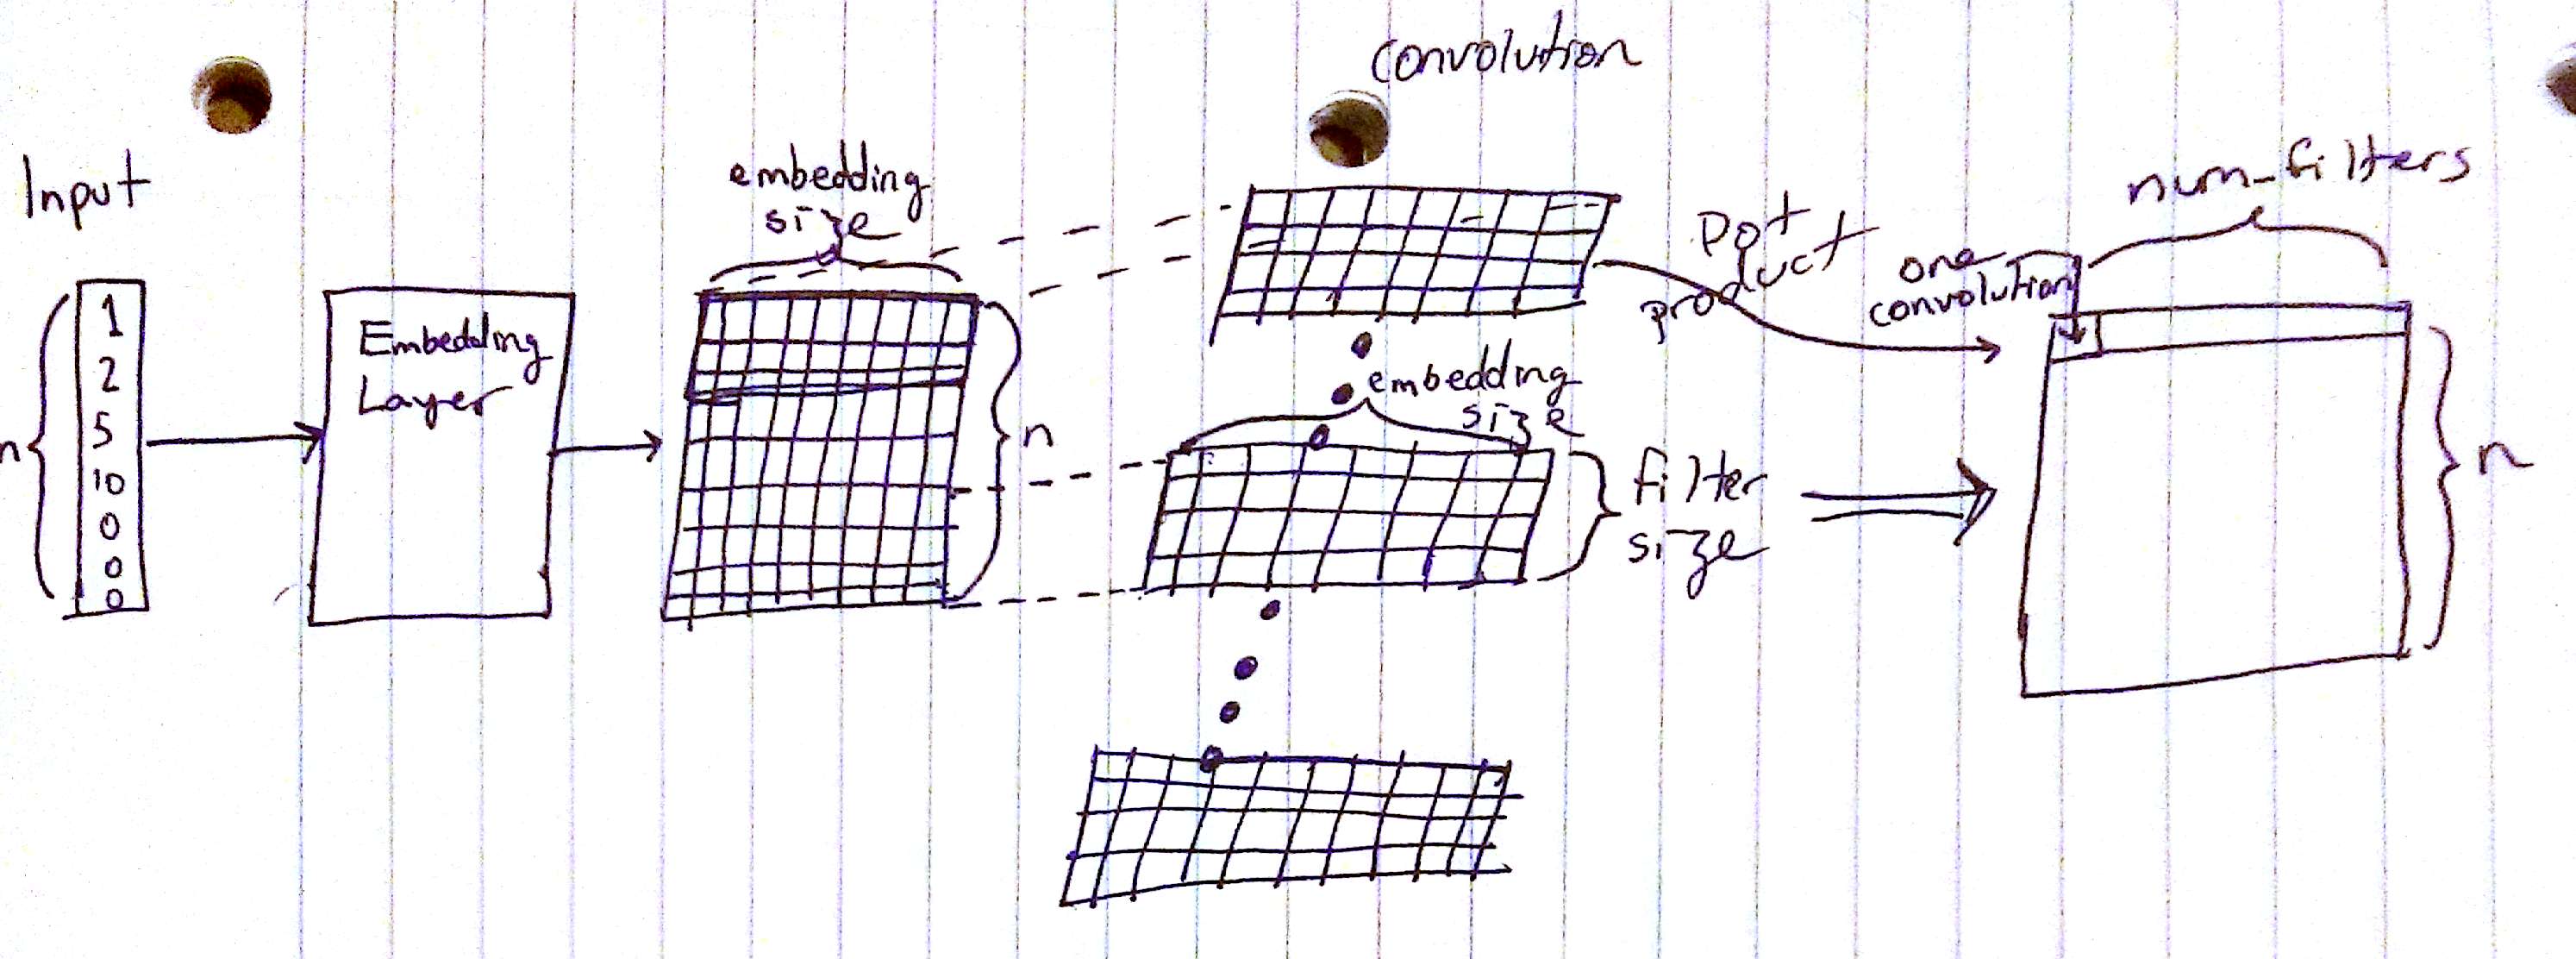 convolution
Input
embedding
size
num-filters
Dot
product
one
convolution
n
1
2
5
10
0
0
0
Embedding
Layer
n
embedding
size
filter
size
n